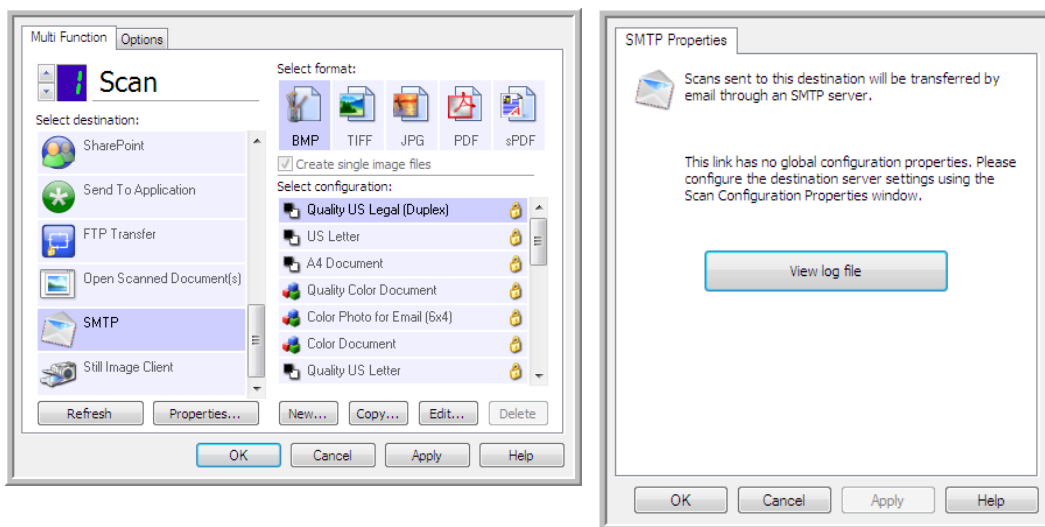 Multi Function
Options
1 Scan
Select destination:
SharePoint
Send To Application
FTP Transfer
Open Scanned Document(s)
SMTP
Still Image Client
Refresh
Properties...
Select format:
BMP
TIFF
JPG
PDF
sPDF
Create single image files
Select configuration:
Quality US Legal (Duplex)
US Letter
A4 Document
Quality Color Document
Color Photo for Email (6x4)
Color Document
Quality US Letter
New...
Copy...
Edit...
Delete
OK
Cancel
Apply
Help
SMTP Properties
Scans sent to this destination will be transferred by
email through an SMTP server.
This link has no global configuration properties. Please
configure the destination server settings using the
Scan Configuration Properties window.
View log file
OK
Cancel
Apply
Help